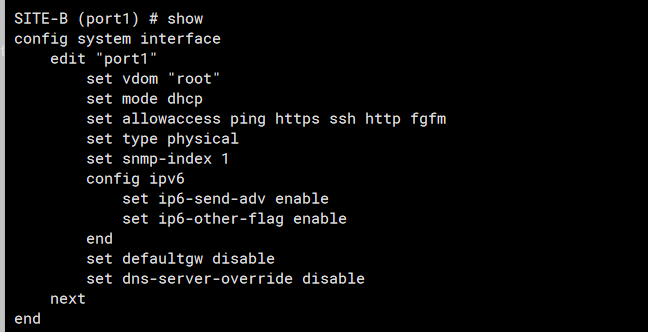 SITE-B (port1) # show
config system interface
    edit "port1"
        set vdom "root"
        set mode dhcp
        set allowaccess ping https ssh http fgfm
        set type physical
        set snmp-index 1
        config ipv6
            set ip6-send-adv enable
            set ip6-other-flag enable
        end
        set defaultgw disable
        set dns-server-override disable
    next
end